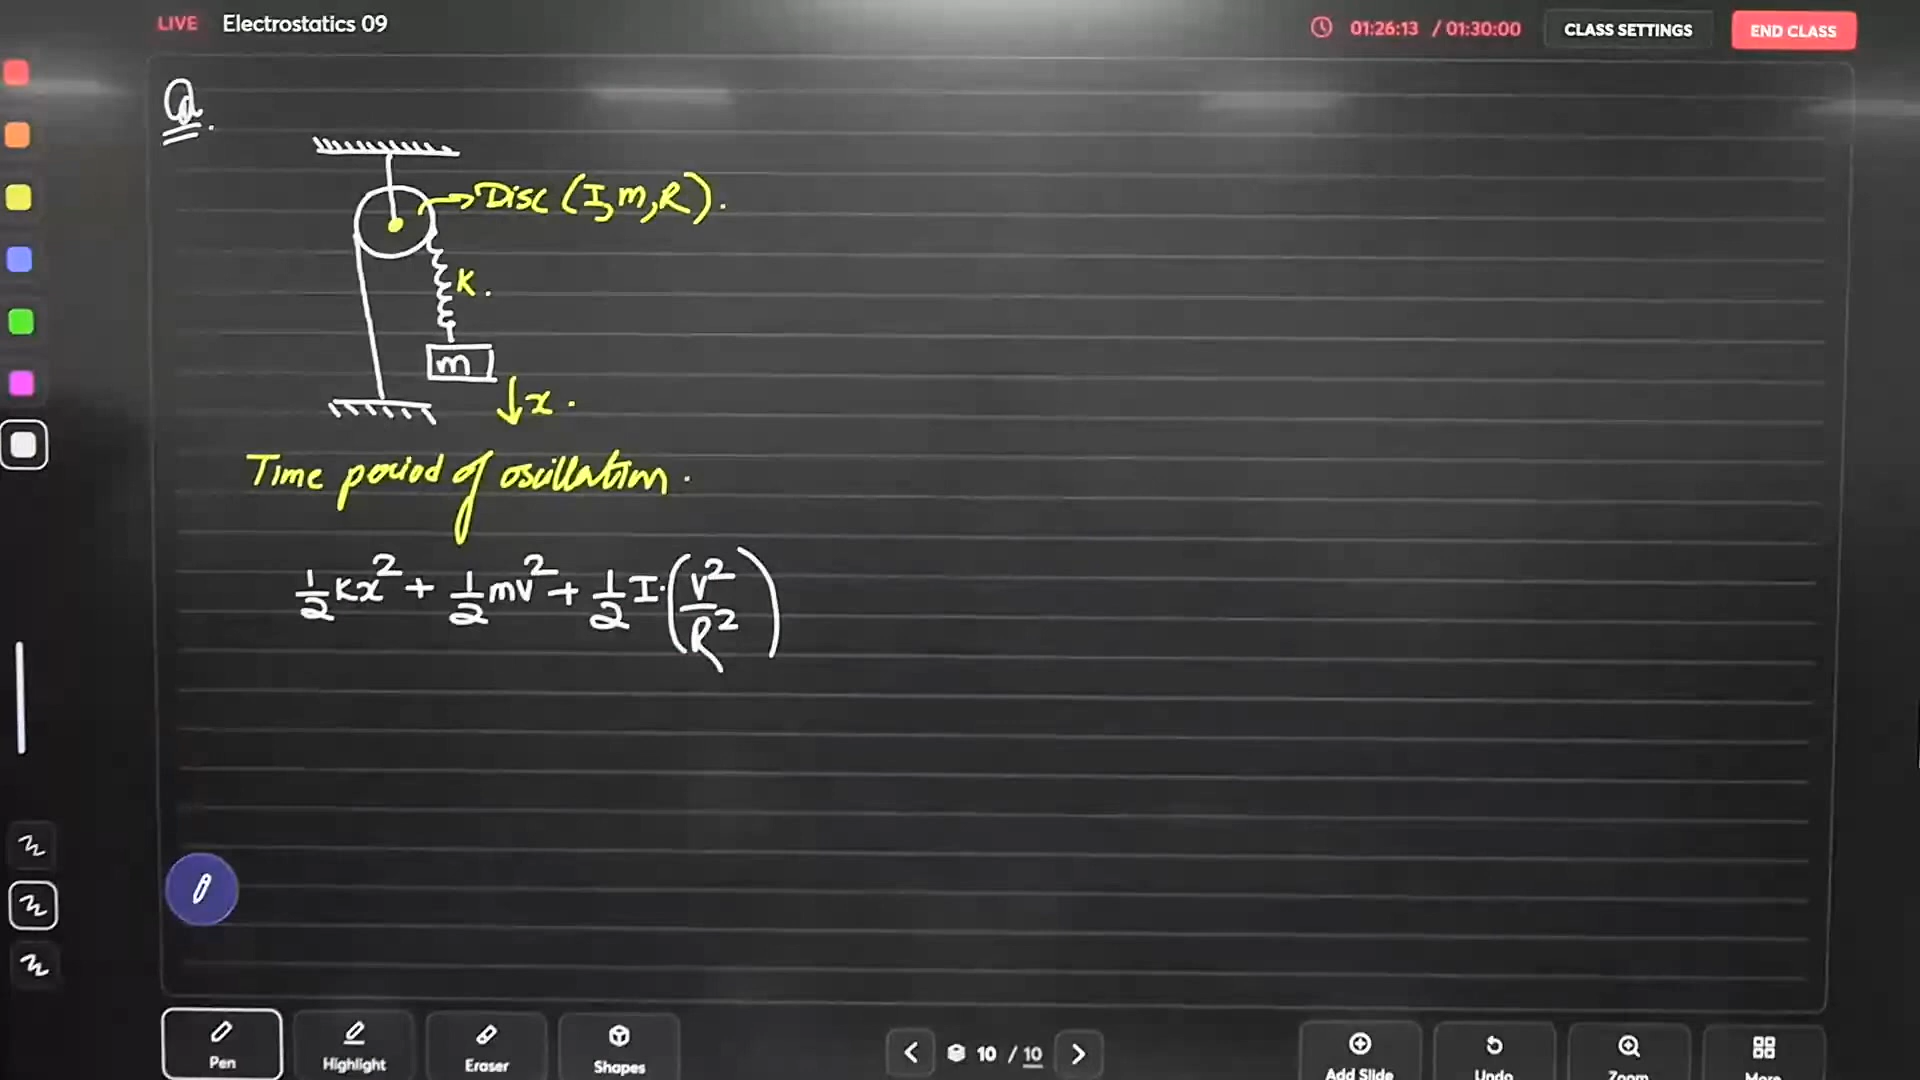 LIVE Electrostatics 09 01:26:13 / 01:30:00 CLASS SETTINGS END CLASS
Q.
Disc (I, m, R).
K.
m
x.
Time period of oscillation.
½Kx² + ½mv² + ½I·(v²/R²)
Pen Highlight Eraser Shapes 10 / 10 Add Slide Undo Zoom More